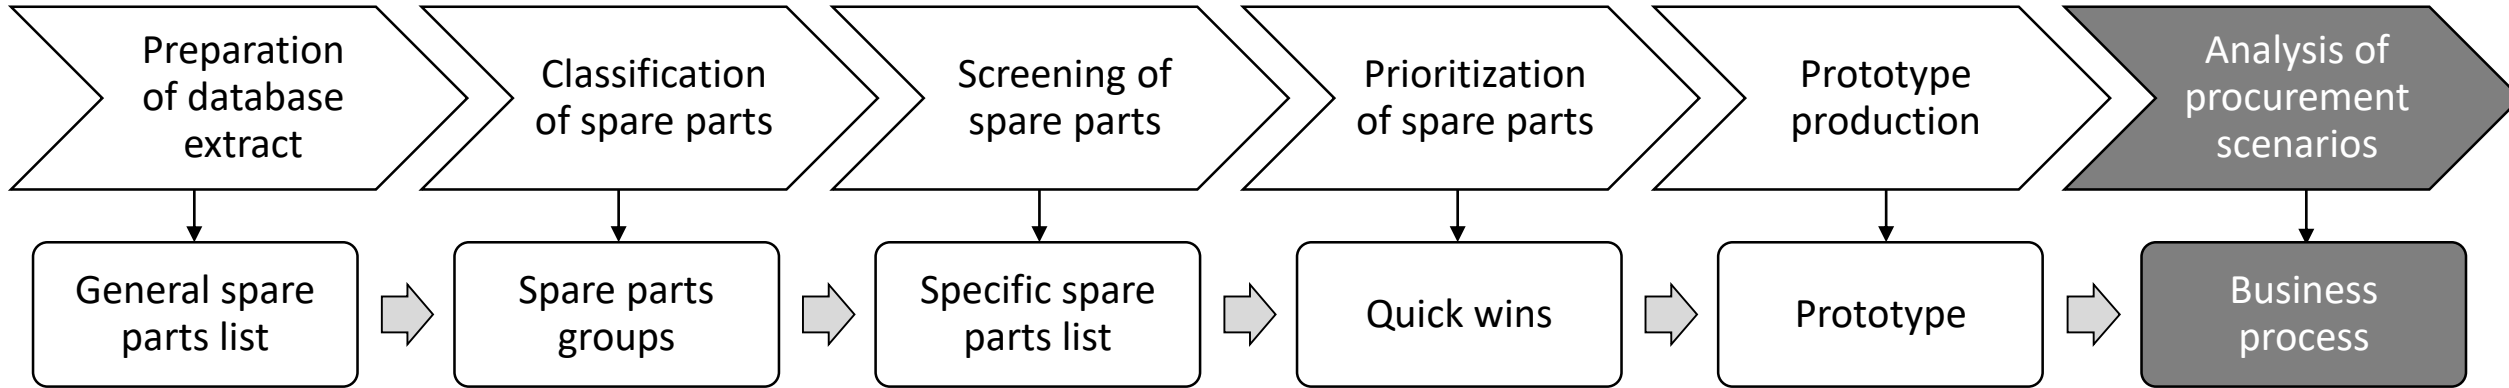 Preparation
of database
extract
Classification
of spare parts
Screening of
spare parts
Prioritization
of spare parts
Prototype
production
Analysis of
procurement
scenarios
General spare
parts list
Spare parts
groups
Specific spare
parts list
Quick wins
Prototype
Business
process